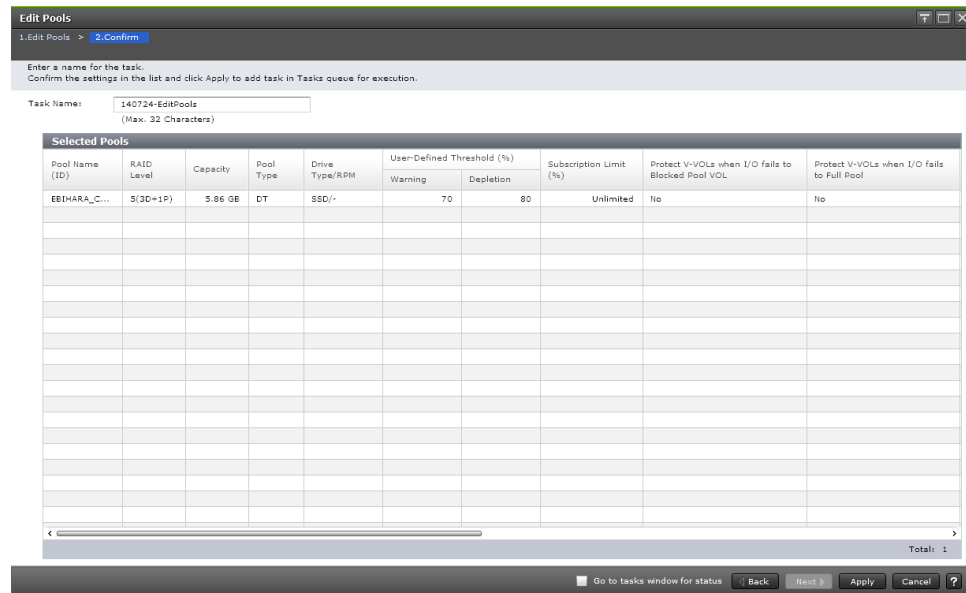 Edit Pools
1.Edit Pools > 2.Confirm
Enter a name for the task.
Confirm the settings in the list and click Apply to add task in Tasks queue for execution.
Task Name: 140724-EditPools
(Max. 32 Characters)
Selected Pools
Pool Name (ID) RAID Level Capacity Pool Type Drive Type/RPM User-Defined Threshold (%) Warning Depletion Subscription Limit (%) Protect V-VOLs when I/O fails to Blocked Pool VOL Protect V-VOLs when I/O fails to Full Pool
EBIHARA_C... 5(3D+1P) 5.86 GB DT SSD/- 70 80 Unlimited No No
Total: 1
Go to tasks window for status Back Next Apply Cancel ?